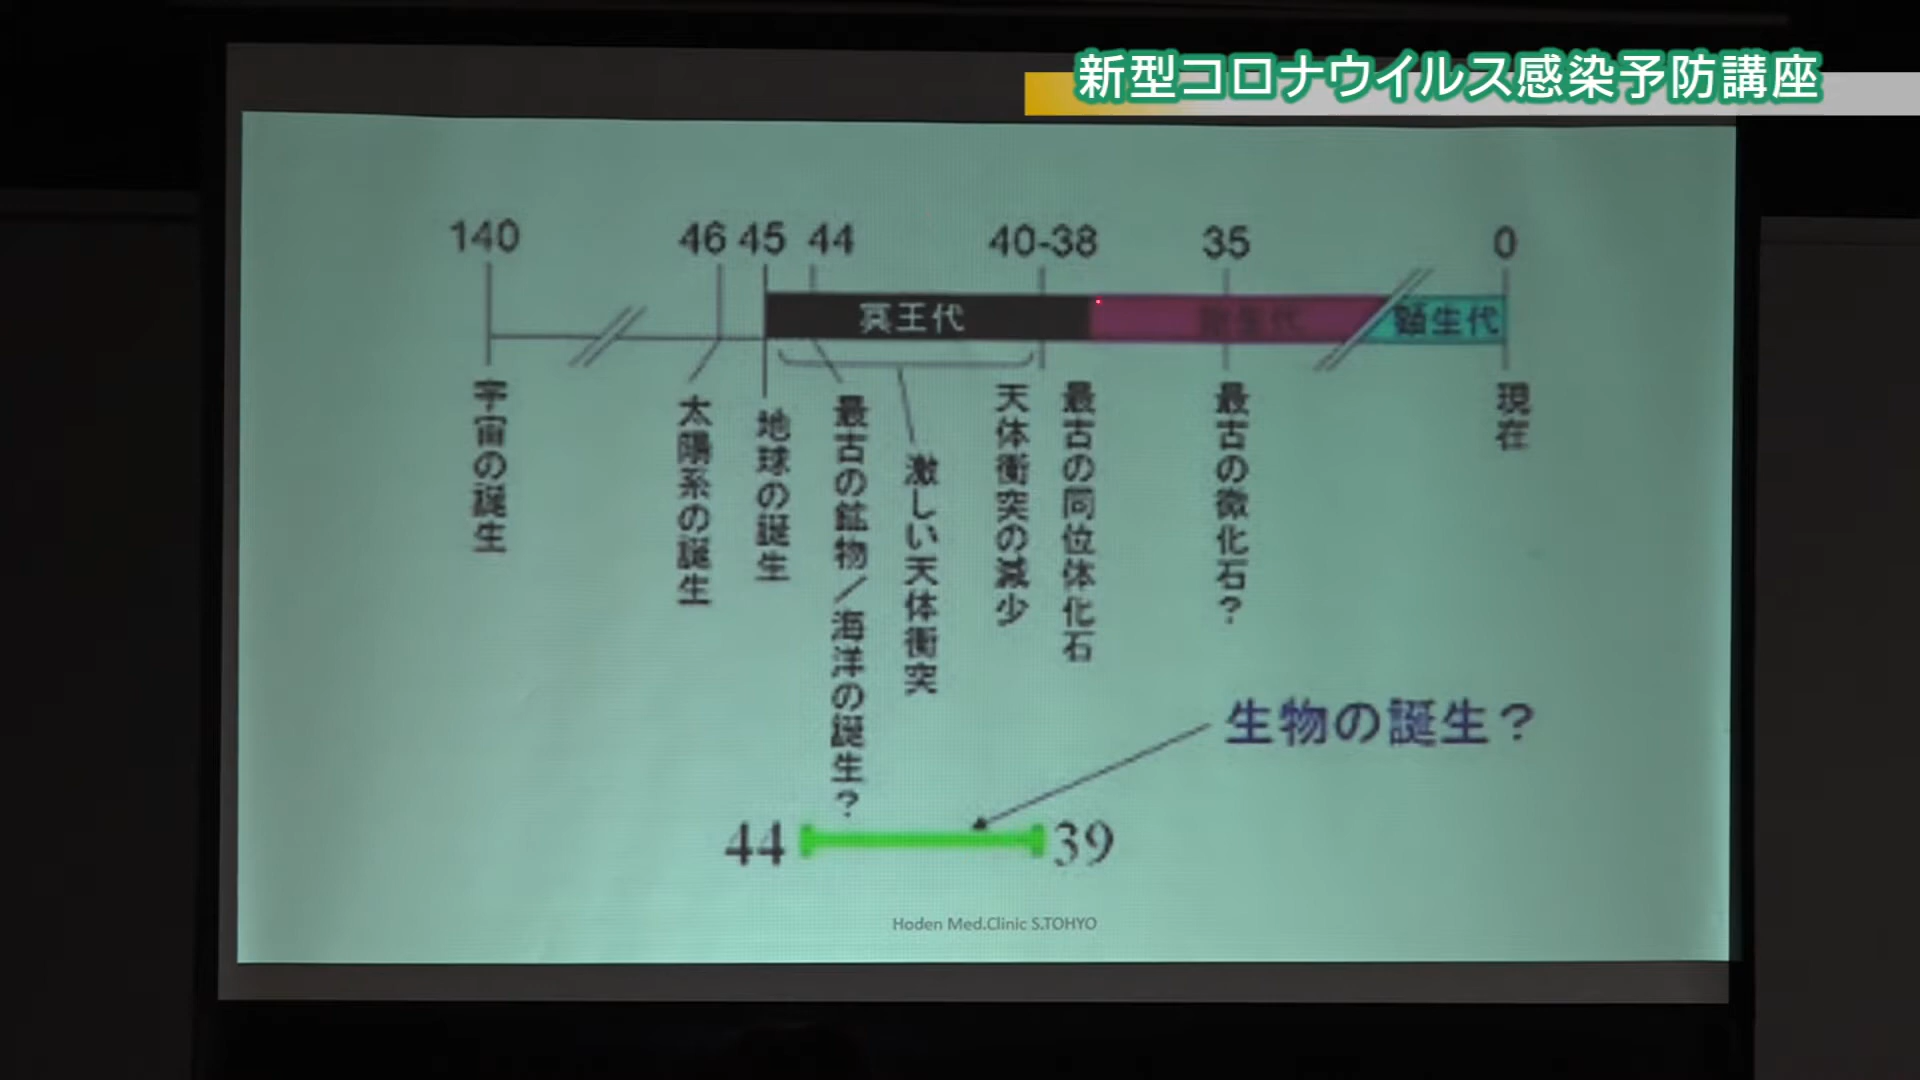 新型コロナウイルス感染予防講座
140
46
45
44
40-38
35
0
冥王代
顕生代
宇宙の誕生
太陽系の誕生
地球の誕生
最古の鉱物／海洋の誕生？
激しい天体衝突
天体衝突の減少
最古の同位体化石
最古の微化石？
現在
生物の誕生？
44
39
Hoden Med.Clinic S.TOHYO